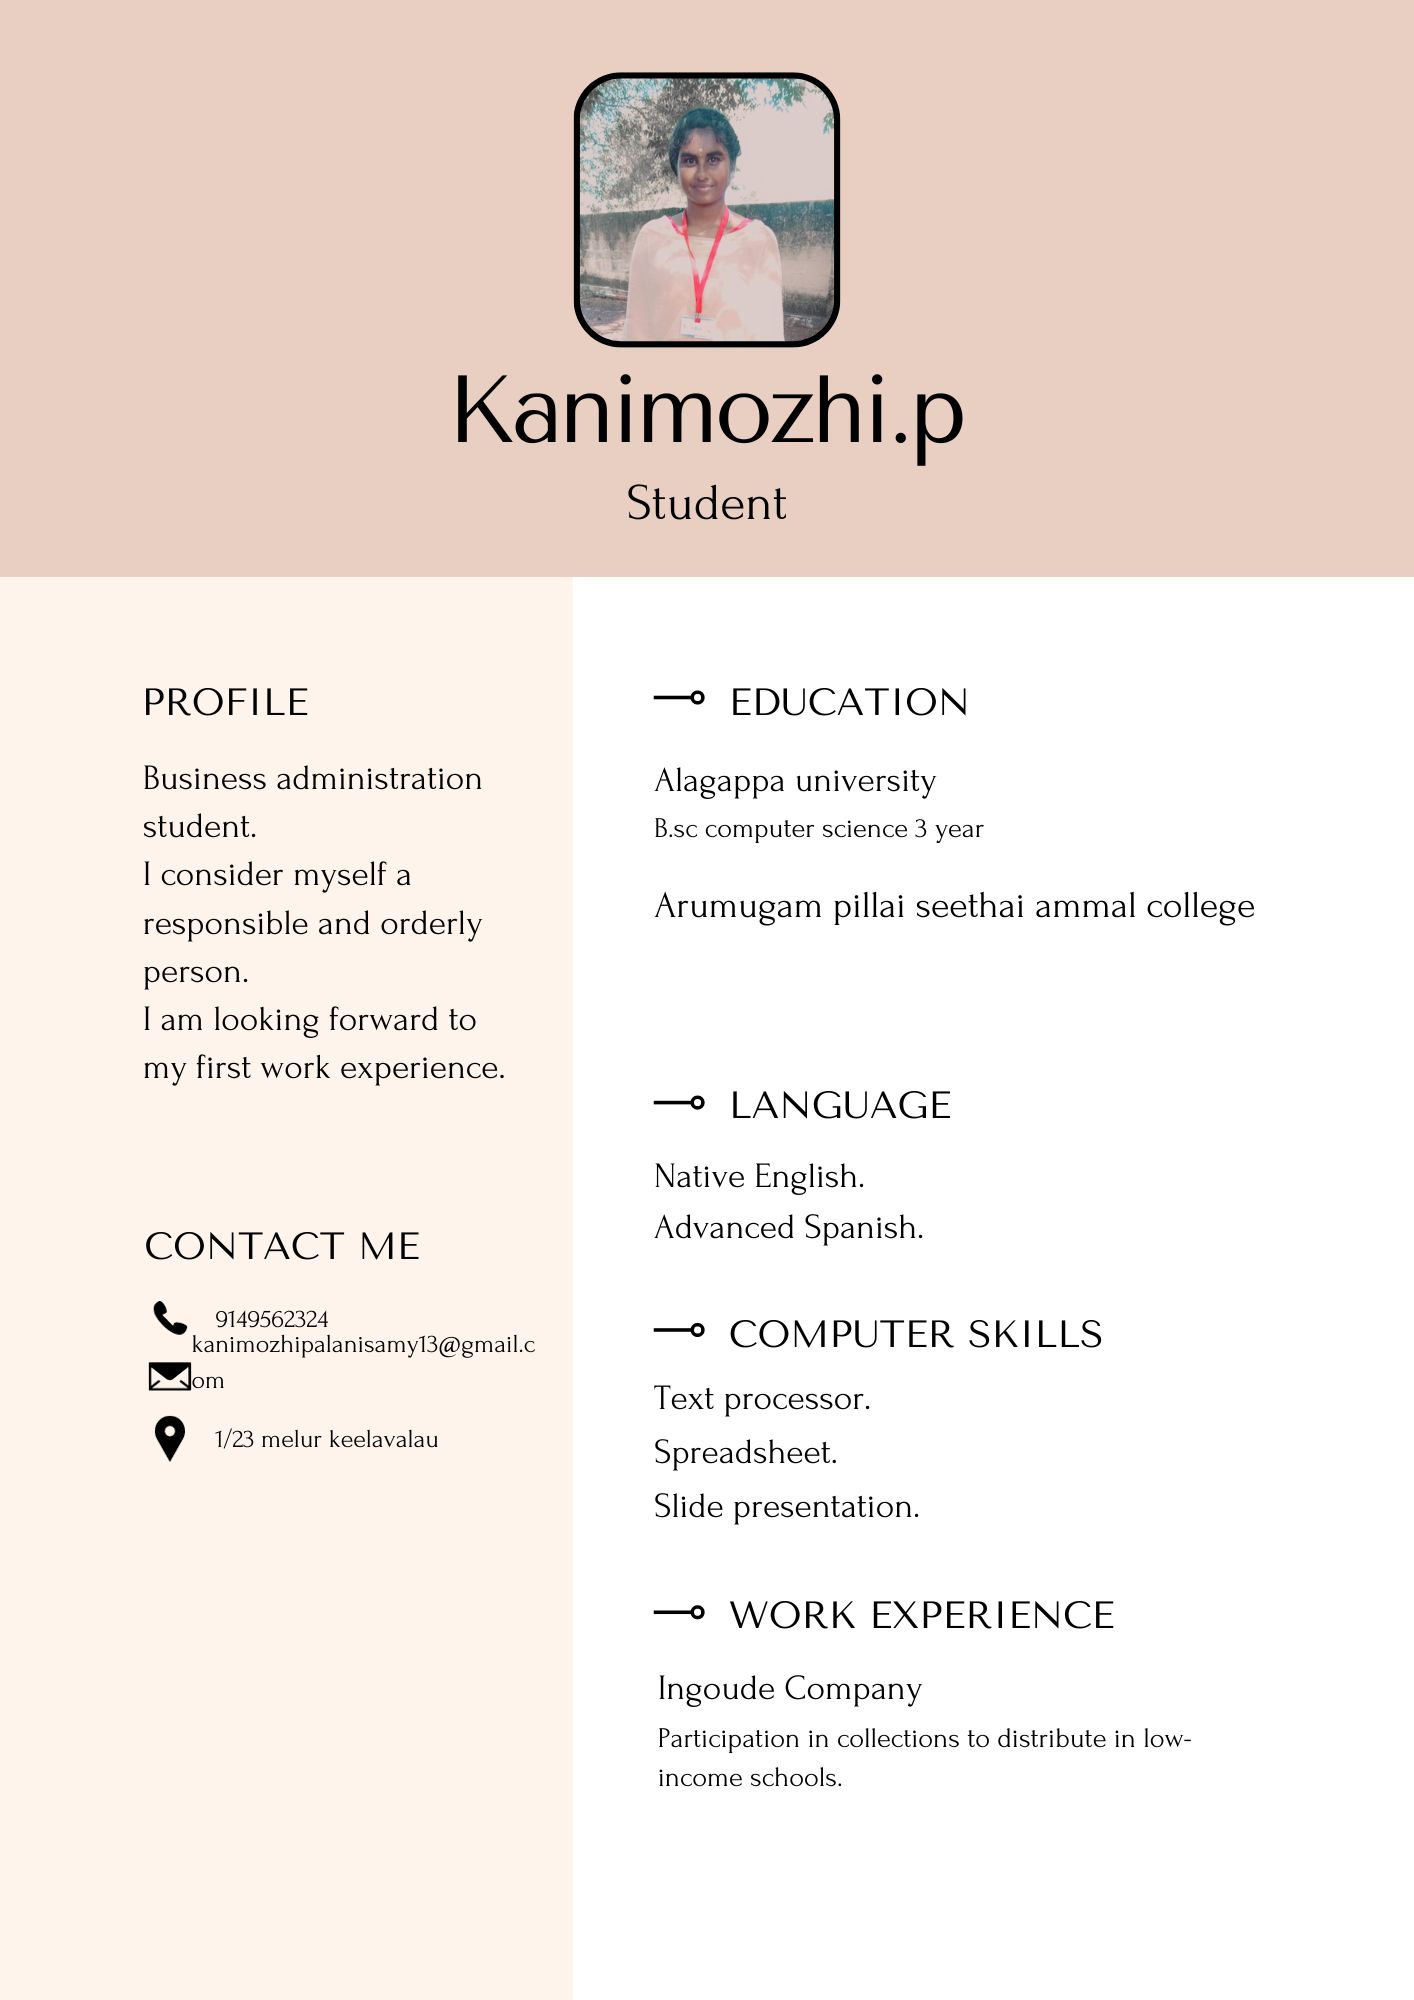 Kanimozhi.p
Student
PROFILE
Business administration
student.
I consider myself a
responsible and orderly
person.
I am looking forward to
my first work experience.
CONTACT ME
9149562324
kanimozhipalanisamy13@gmail.c
om
1/23 melur keelavalau
EDUCATION
Alagappa university
B.sc computer science 3 year
Arumugam pillai seethai ammal college
LANGUAGE
Native English.
Advanced Spanish.
COMPUTER SKILLS
Text processor.
Spreadsheet.
Slide presentation.
WORK EXPERIENCE
Ingoude Company
Participation in collections to distribute in low-
income schools.